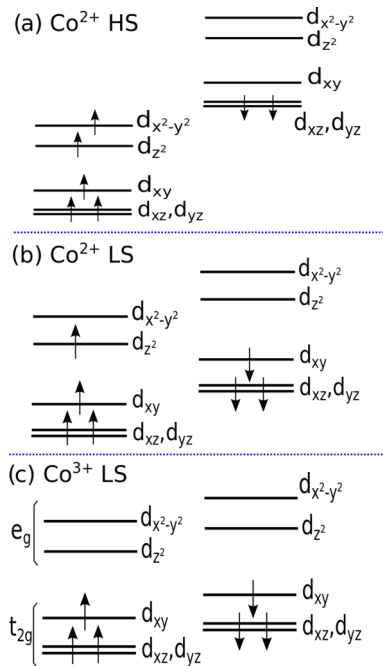 (a) Co²⁺ HS
d_{x²-y²}
d_{z²}
d_{xy}
d_{xz},d_{yz}
d_{x²-y²}
d_{z²}
d_{xy}
d_{xz},d_{yz}
(b) Co²⁺ LS
d_{x²-y²}
d_{z²}
d_{xy}
d_{xz},d_{yz}
d_{x²-y²}
d_{z²}
d_{xy}
d_{xz},d_{yz}
(c) Co³⁺ LS
e_g
d_{x²-y²}
d_{z²}
t_{2g}
d_{xy}
d_{xz},d_{yz}
d_{x²-y²}
d_{z²}
d_{xy}
d_{xz},d_{yz}